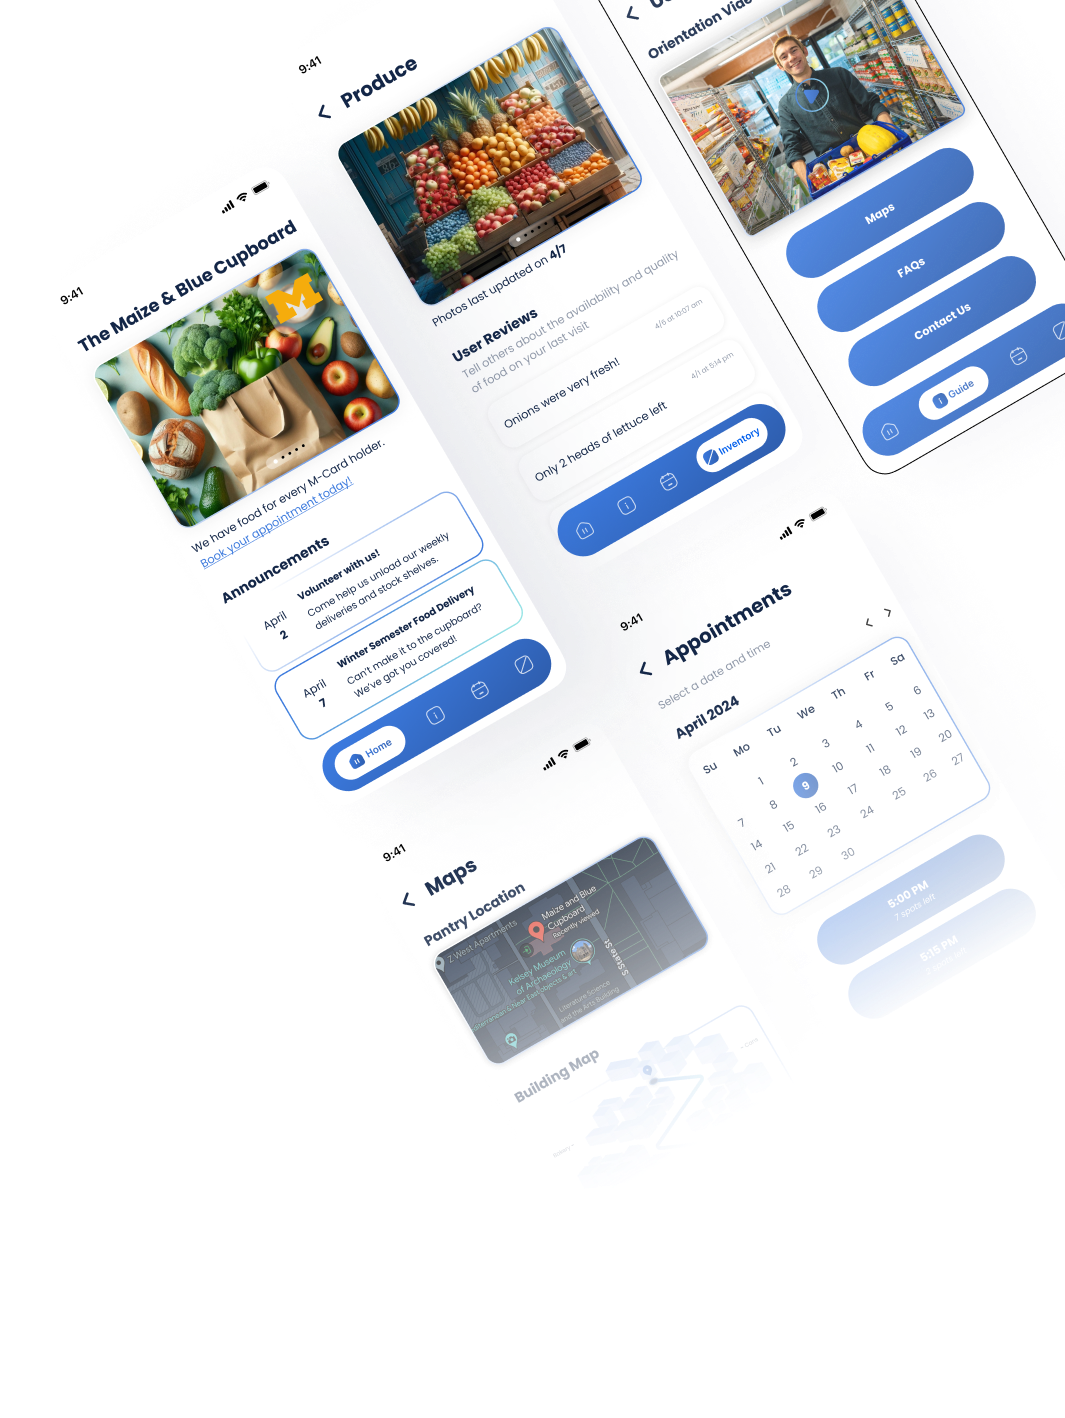 9:41
The Maize & Blue Cupboard
M
We have food for every M-Card holder.
Book your appointment today!
Announcements
April
2
Volunteer with us!
Come help us unload our weekly
deliveries and stock shelves.
April
7
Winter Semester Food Delivery
Can't make it to the cupboard?
We've got you covered!
Home
9:41
Produce
Photos last updated on 4/7
User Reviews
Tell others about the availability and quality
of food on your last visit
4/6 at 10:07 am
Onions were very fresh!
4/1 at 5:14 pm
Only 2 heads of lettuce left
Inventory
Orientation
Maps
FAQs
Contact Us
Guide
9:41
Appointments
Select a date and time
April 2024
Su Mo Tu We Th Fr Sa
1 2 3 4 5 6
7 8 9 10 11 12 13
14 15 16 17 18 19 20
21 22 23 24 25 26 27
28 29 30
5:00 PM
7 spots left
5:15 PM
9:41
Maps
Pantry Location
Z West Apartments
Maize and Blue
Cupboard
Recently viewed
Kelsey Museum
of Archaeology
& Near East objects & art
S State St
Literature Science
and the Arts Building
Building Map